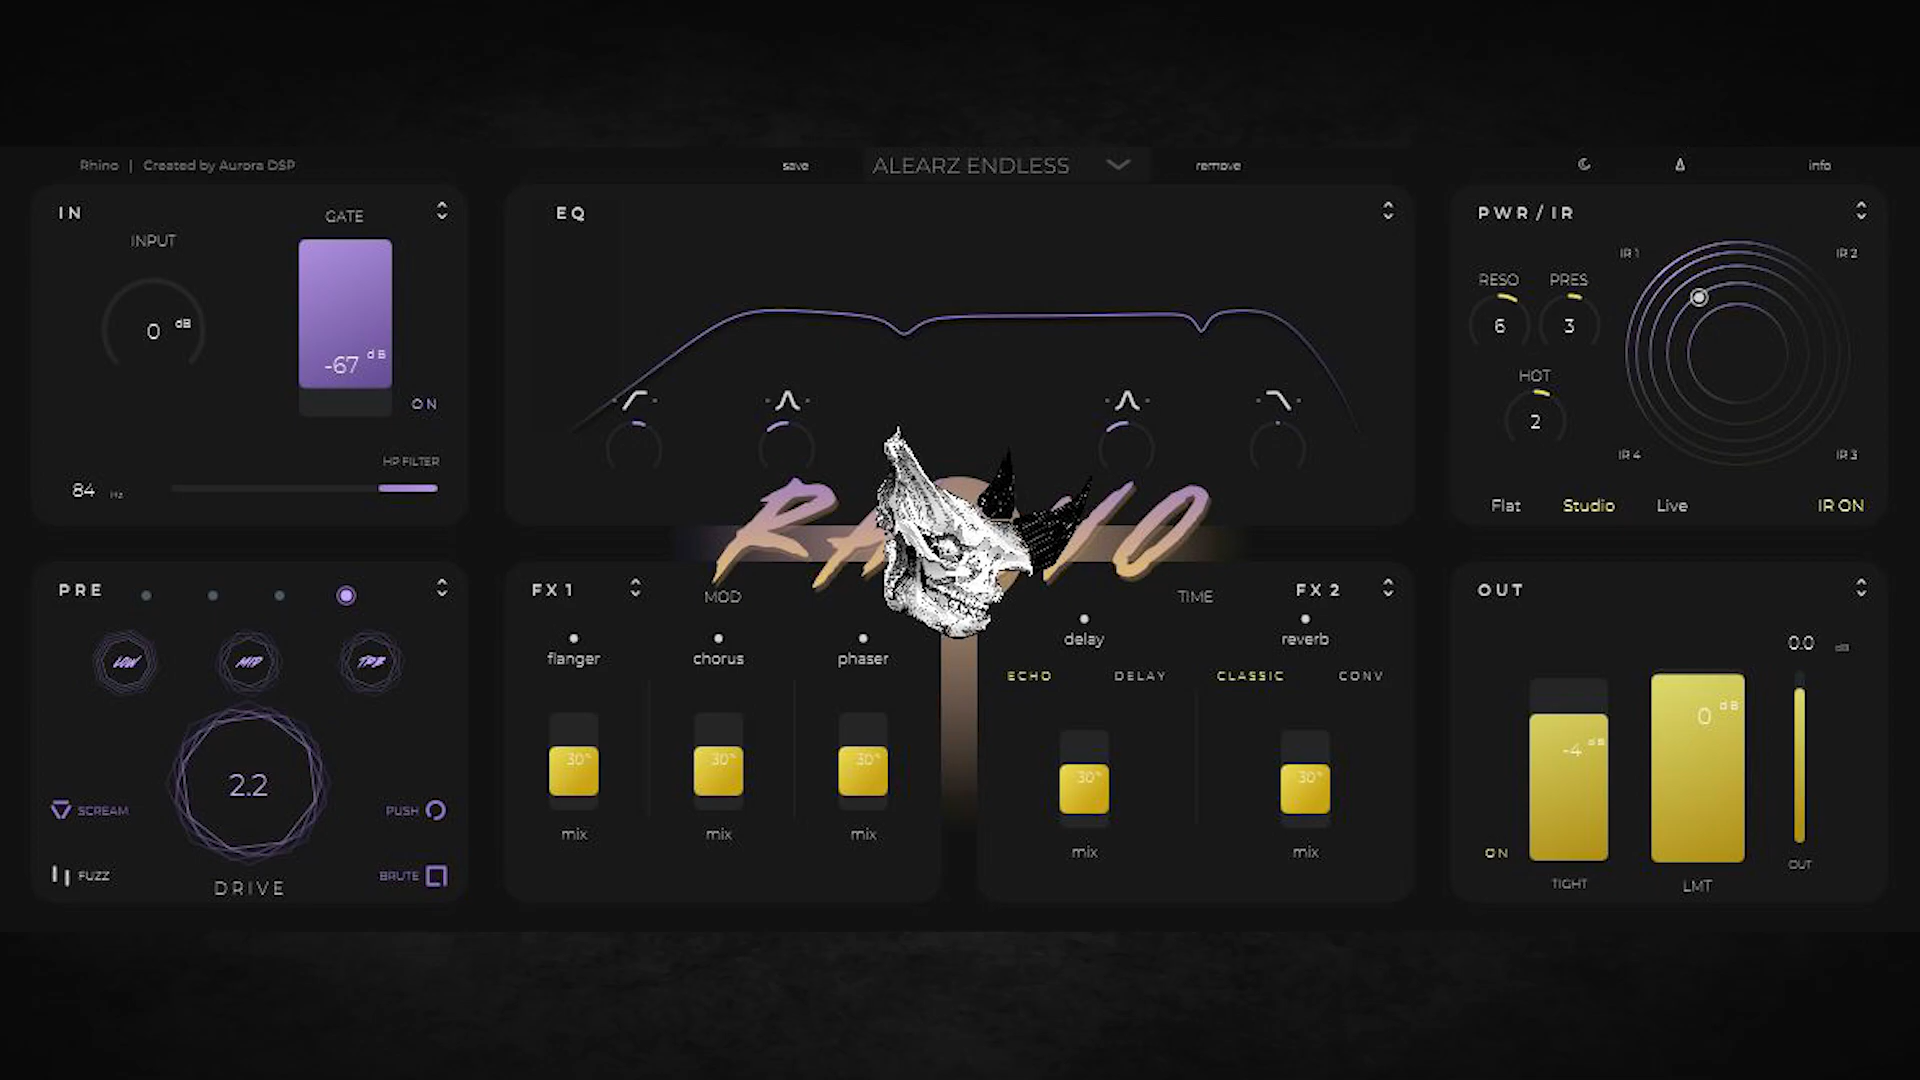 Rhino | Created by Aurora DSP
save
ALEARZ ENDLESS
remove
info
IN
GATE
INPUT
0 dB
-67 dB
ON
HP FILTER
84 Hz
EQ
PWR / IR
IR 1
IR 2
RESO
PRES
6
3
HOT
2
IR 4
IR 3
Flat
Studio
Live
IR ON
PRE
LOW
MID
TRB
2.2
SCREAM
PUSH
FUZZ
BRUTE
DRIVE
FX 1
MOD
flanger
chorus
phaser
30%
30%
30%
mix
mix
mix
TIME
FX 2
delay
reverb
ECHO
DELAY
CLASSIC
CONV
30%
30%
mix
mix
OUT
0.0 dB
-4 dB
0 dB
ON
TIGHT
LMT
OUT